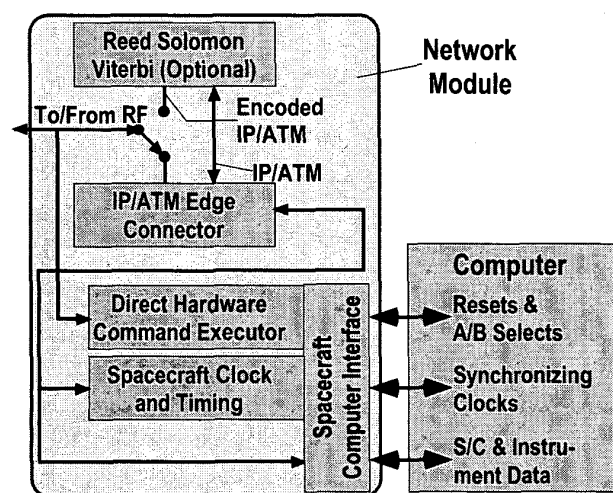 Reed Solomon
Viterbi (Optional)
Network
Module
To/From RF
Encoded
IP/ATM
IP/ATM
IP/ATM Edge
Connector
Computer
Direct Hardware
Command Executor
Resets &
A/B Selects
Spacecraft Clock
and Timing
Spacecraft
Computer Interface
Synchronizing
Clocks
S/C & Instru-
ment Data